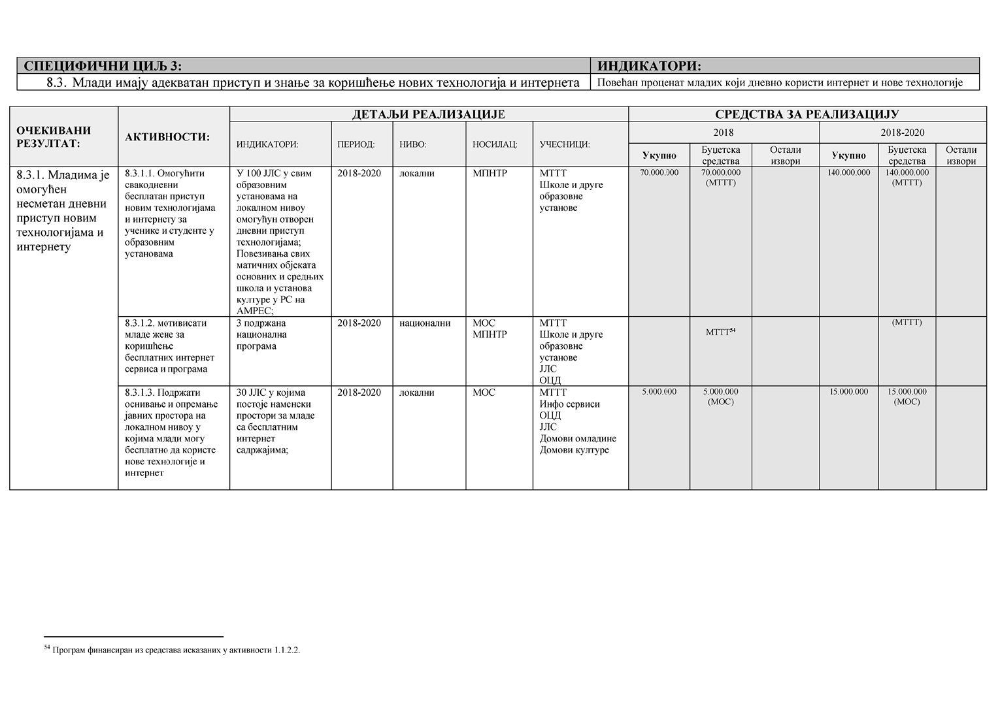 СПЕЦИФИЧНИ ЦИЉ 3:
ИНДИКАТОРИ:
8.3. Млади имају адекватан приступ и знање за коришћење нових технологија и интернета
Повећан проценат младих који дневно користи интернет и нове технологије
ОЧЕКИВАНИ
РЕЗУЛТАТ:
АКТИВНОСТИ:
ДЕТАЉИ РЕАЛИЗАЦИЈЕ
СРЕДСТВА ЗА РЕАЛИЗАЦИЈУ
ИНДИКАТОРИ:
ПЕРИОД:
НИВО:
НОСИЛАЦ:
УЧЕСНИЦИ:
2018
2018-2020
Укупно
Буџетска
средства
Остали
извори
Укупно
Буџетска
средства
Остали
извори
8.3.1. Младима је
омогућен
несметан дневни
приступ новим
технологијама и
интернету
8.3.1.1. Омогућити
свакодневни
бесплатан приступ
новим технологијама
и интернету за
ученике и студенте у
образовним
установама
У 100 ЈЛС у свим
образовним
установама на
локалном нивоу
омогућун отворен
дневни приступ
технологијама;
Повезивања свих
матичних објеката
основних и средњих
школа и установа
културе у РС на
АМРЕС;
2018-2020
локални
МПНТР
МТТТ
Школе и друге
образовне
установе
70.000.000
70.000.000
(МТТТ)
140.000.000
140.000.000
(МТТТ)
8.3.1.2. мотивисати
младе жене за
коришћење
бесплатних интернет
сервиса и програма
3 подржана
национална
програма
2018-2020
национални
МОС
МПНТР
МТТТ
Школе и друге
образовне
установе
ЈЛС
ОЦД
МТТТ54
(МТТТ)
8.3.1.3. Подржати
оснивање и опремање
јавних простора на
локалном нивоу у
којима млади могу
бесплатно да користе
нове технологије и
интернет
30 ЈЛС у којима
постоје наменски
простори за младе
са бесплатним
интернет
садржајима;
2018-2020
локални
МОС
МТТТ
Инфо сервиси
ОЦД
ЈЛС
Домови омладине
Домови културе
5.000.000
5.000.000
(МОС)
15.000.000
15.000.000
(МОС)
54 Програм финансиран из средстава исказаних у активности 1.1.2.2.